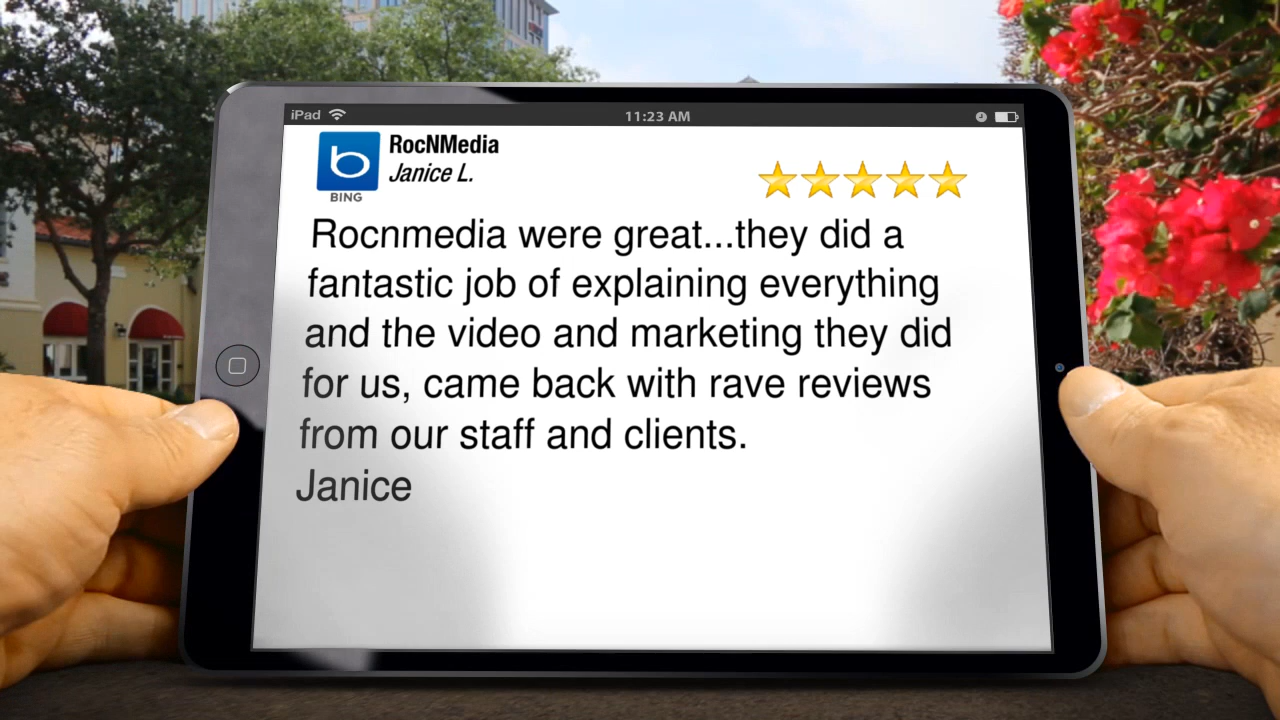 iPad
11:23 AM
RocNMedia
Janice L.
b
BING
Rocnmedia were great...they did a
fantastic job of explaining everything
and the video and marketing they did
for us, came back with rave reviews
from our staff and clients.
Janice